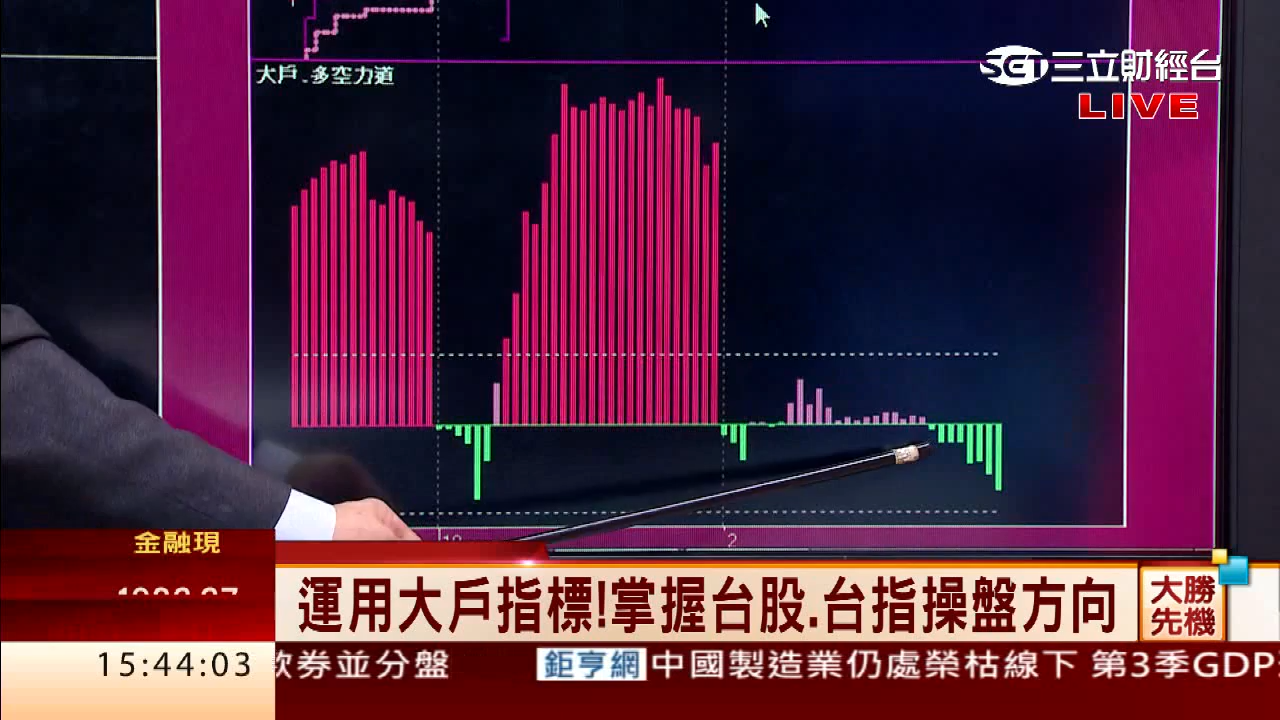 大戶.多空力道
SET三立財經台
LIVE
2
金融現
運用大戶指標!掌握台股.台指操盤方向
大勝
先機
15:44:03
款券並分盤 鉅亨網 中國製造業仍處榮枯線下 第3季GDP